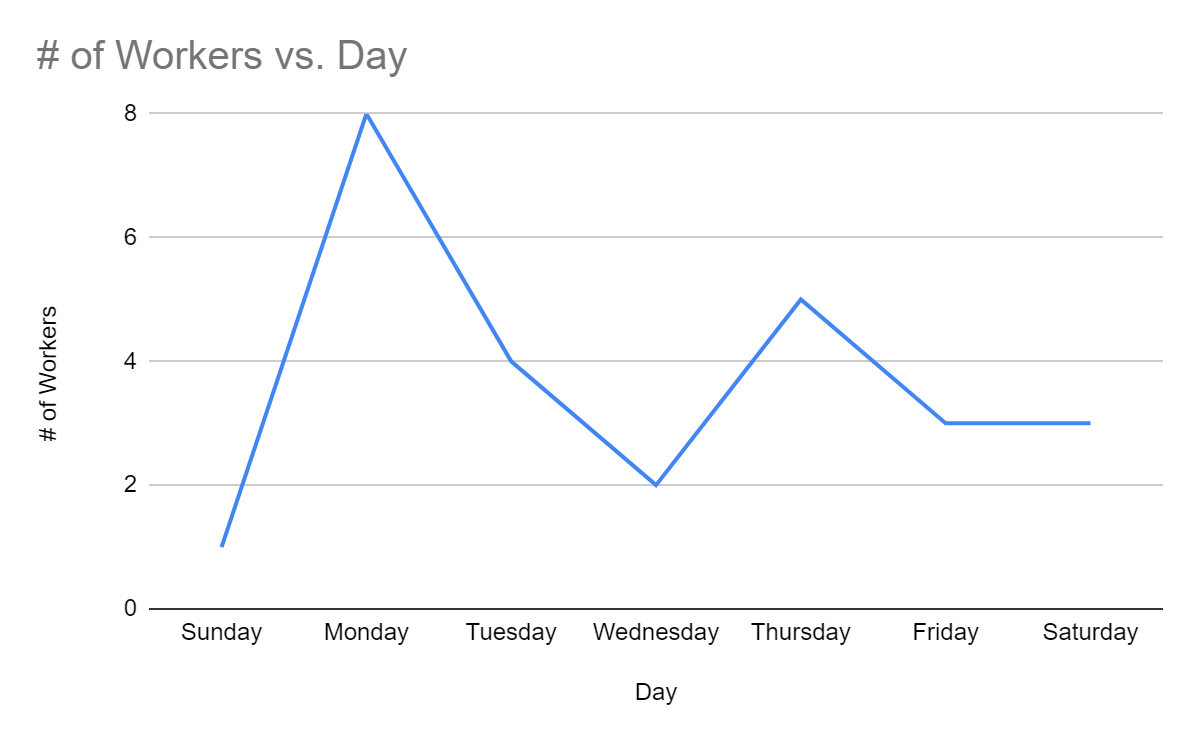 # of Workers vs. Day
# of Workers
8
6
4
2
0
Sunday Monday Tuesday Wednesday Thursday Friday Saturday
Day